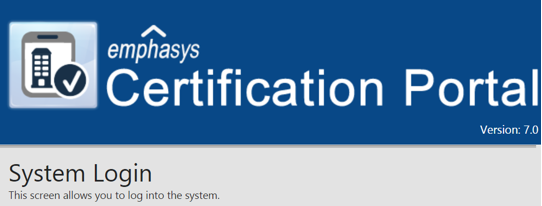 emphasys
Certification Portal
Version: 7.0
System Login
This screen allows you to log into the system.